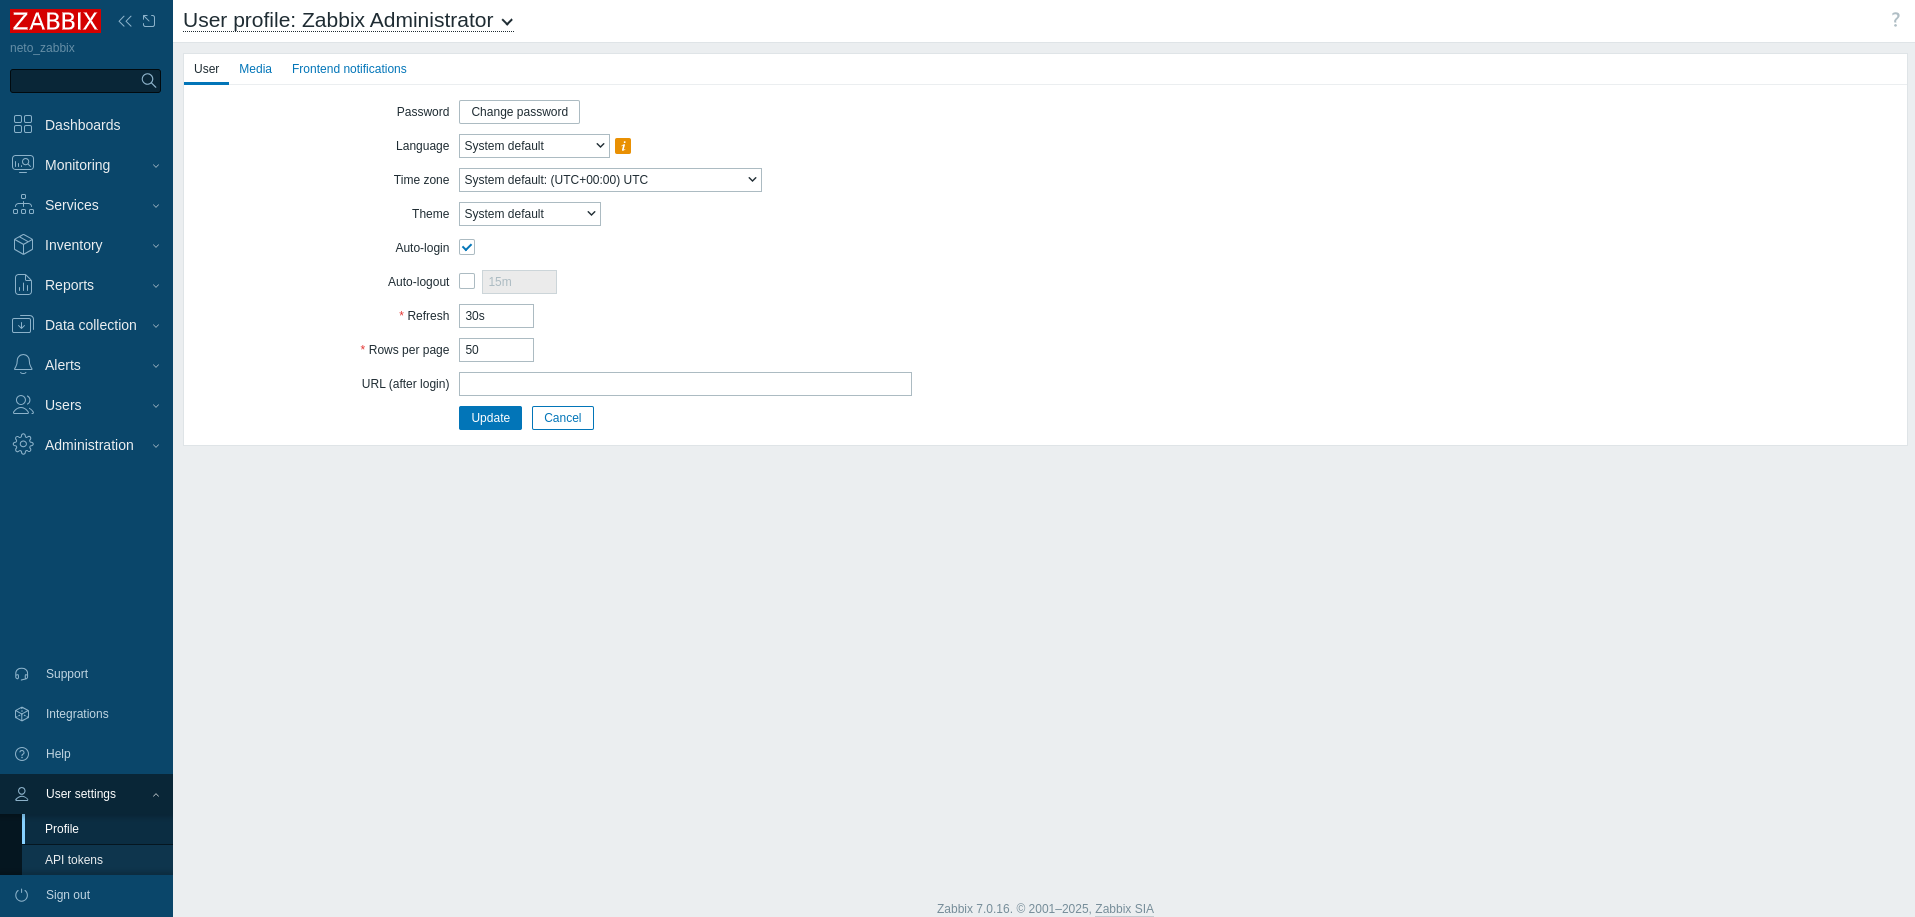 ZABBIX
neto_zabbix
Dashboards
Monitoring
Services
Inventory
Reports
Data collection
Alerts
Users
Administration
Support
Integrations
Help
User settings
Profile
API tokens
Sign out
User profile: Zabbix Administrator
?
User Media Frontend notifications
Password Change password
Language System default i
Time zone System default: (UTC+00:00) UTC
Theme System default
Auto-login
Auto-logout 15m
* Refresh 30s
* Rows per page 50
URL (after login)
Update Cancel
Zabbix 7.0.16. © 2001–2025, Zabbix SIA